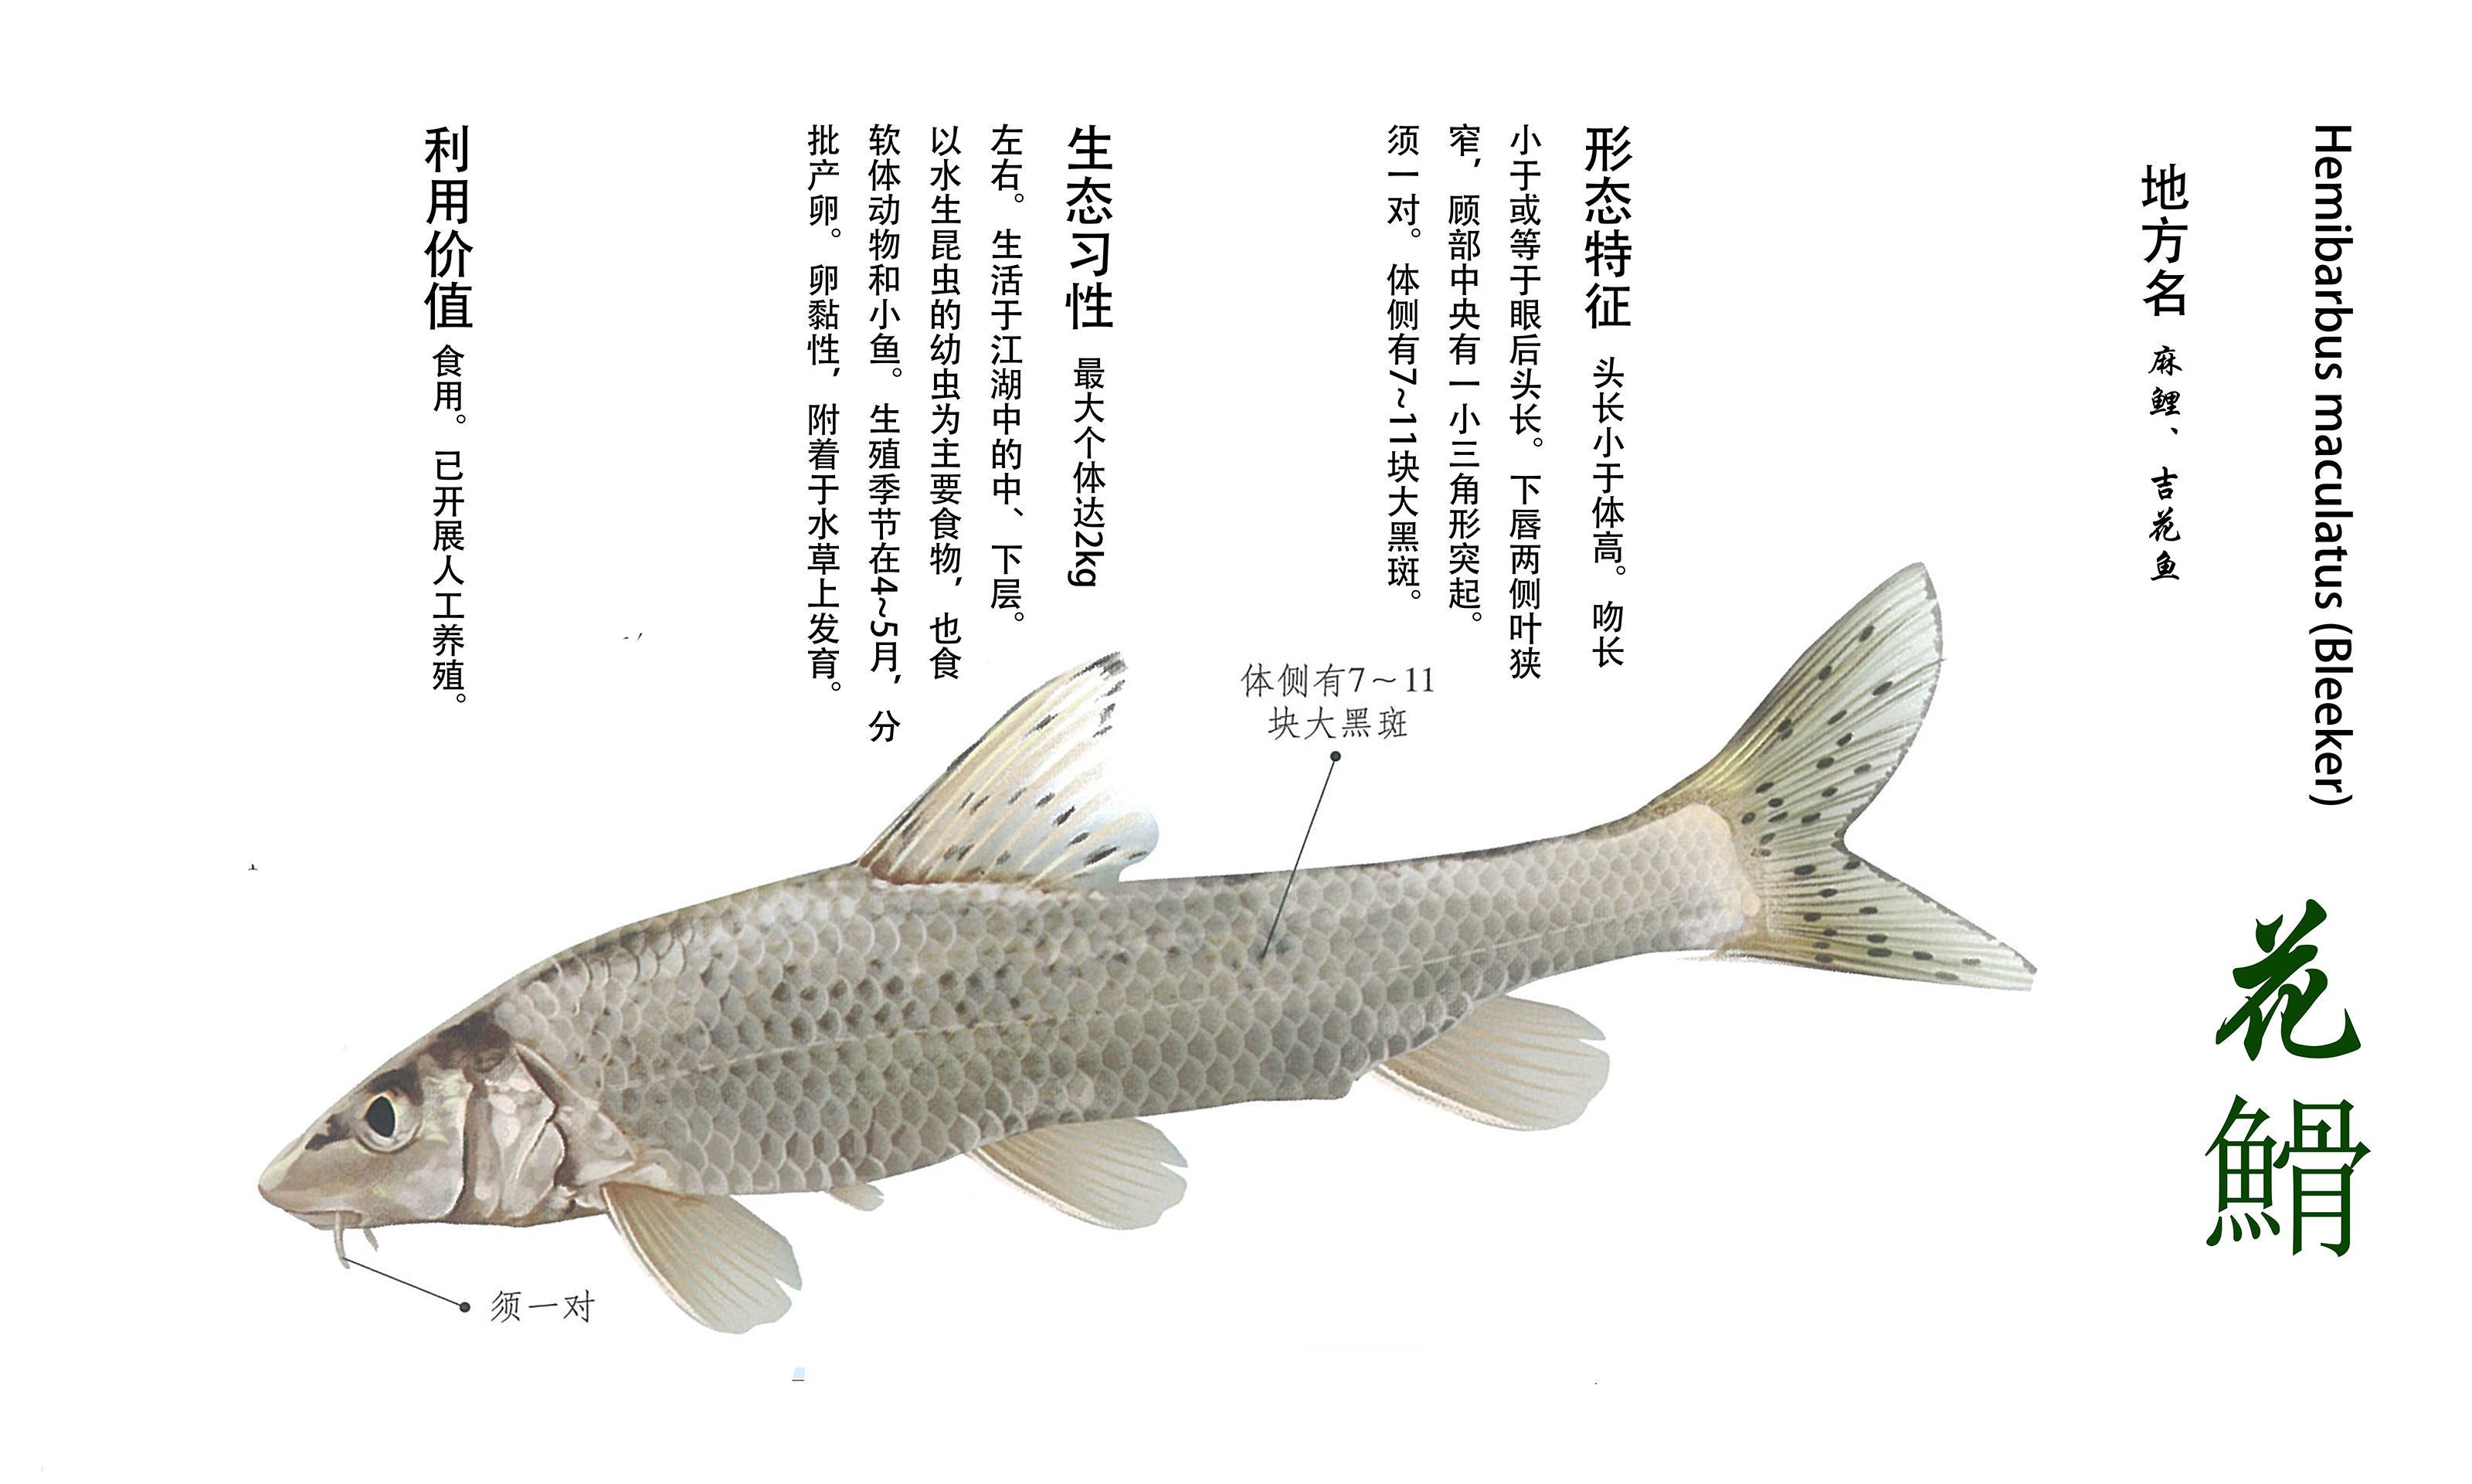 Hemibarbus maculatus (Bleeker)
花鰣
地方名 麻鲤、吉花鱼
形态特征 头长小于体高。吻长
小于或等于眼后头长。下唇两侧叶狭
窄，顾部中央有一小三角形突起。
须一对。体侧有7~11块大黑斑。
生态习性 最大个体达2kg
左右。生活于江湖中的中、下层。
以水生昆虫的幼虫为主要食物，也食
软体动物和小鱼。生殖季节在4~5月，分
批产卵。卵黏性，附着于水草上发育。
利用价值 食用。已开展人工养殖。
体侧有7～11
块大黑斑
须一对